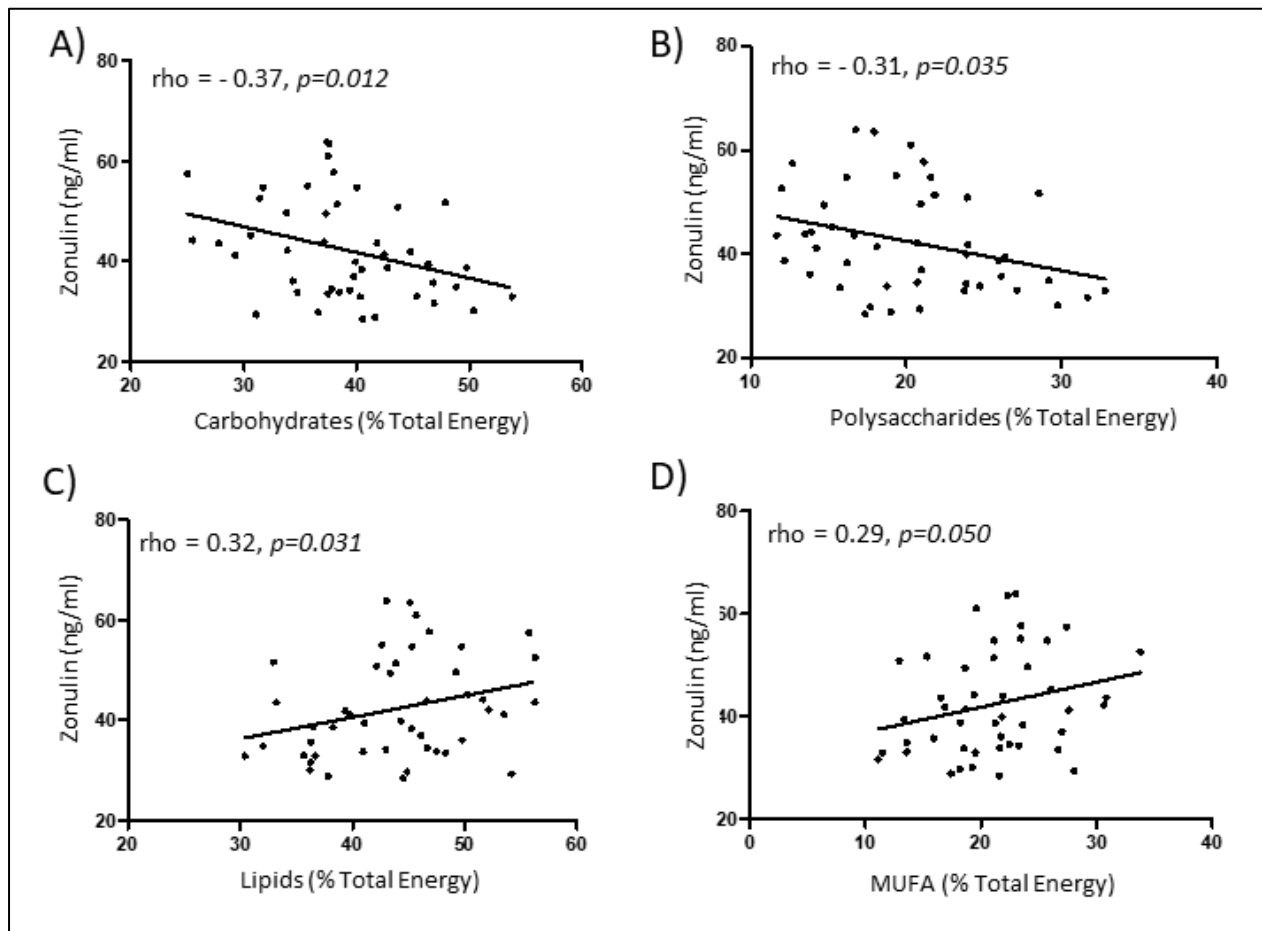 A)
rho = - 0.37, p=0.012
Zonulin (ng/ml)
80
60
40
20
20 30 40 50 60
Carbohydrates (% Total Energy)
B)
rho = - 0.31, p=0.035
Zonulin (ng/ml)
80
60
40
20
10 20 30 40
Polysaccharides (% Total Energy)
C)
rho = 0.32, p=0.031
Zonulin (ng/ml)
80
60
40
20
20 30 40 50 60
Lipids (% Total Energy)
D)
rho = 0.29, p=0.050
Zonulin (ng/ml)
80
60
40
20
0 10 20 30 40
MUFA (% Total Energy)